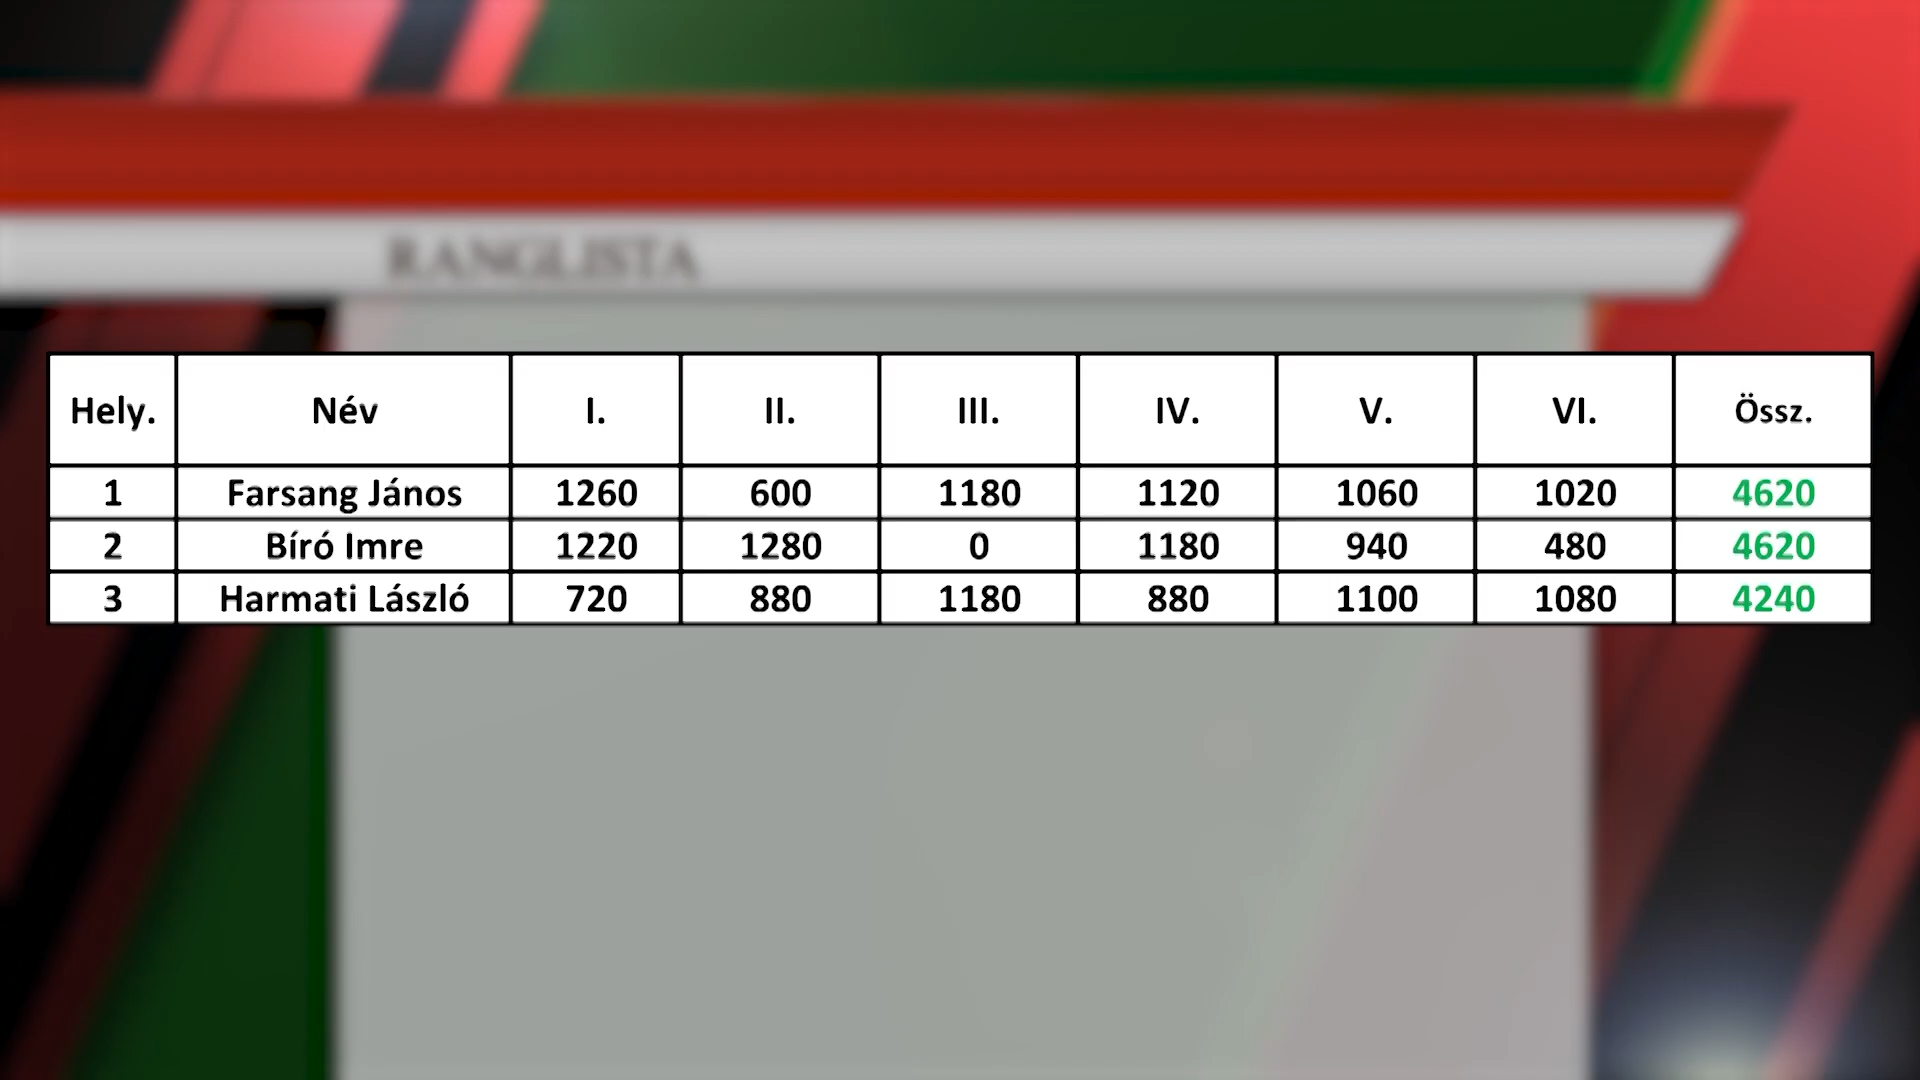 RANGLISTA
Hely. Név I. II. III. IV. V. VI. Össz.
1 Farsang János 1260 600 1180 1120 1060 1020 4620
2 Bíró Imre 1220 1280 0 1180 940 480 4620
3 Harmati László 720 880 1180 880 1100 1080 4240